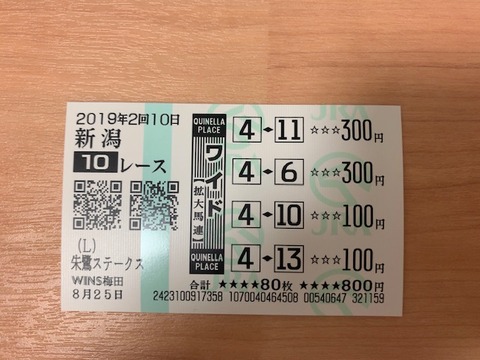 2019年2回10日
新潟
10レース
(L)
朱鷺ステークス
WINS梅田
8月25日
QUINELLA PLACE
ワイド
【拡大馬連】
QUINELLA PLACE
4-11 ☆☆☆300円
4-6 ☆☆☆300円
4-10 ☆☆☆100円
4-13 ☆☆☆100円
合計 ★★★★80枚 ★★★★800円
2423100917358 1070040464508 00540647 321159
JRA